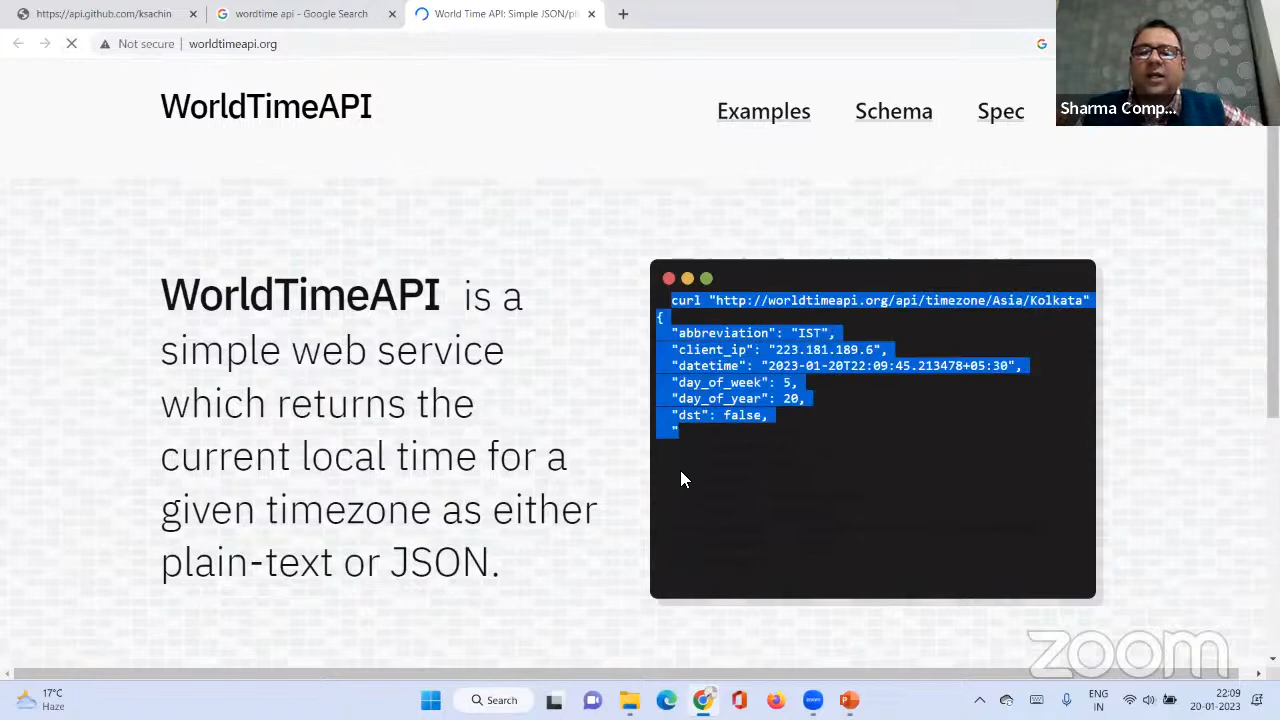 https://api.github.com/ksachin
wordtime api - Google Search
World Time API: Simple JSON/pl
Not secure
worldtimeapi.org
Sharma Comp...
WorldTimeAPI
Examples
Schema
Spec
WorldTimeAPI is a
simple web service
which returns the
current local time for a
given timezone as either
plain-text or JSON.
curl "http://worldtimeapi.org/api/timezone/Asia/Kolkata"
{
"abbreviation": "IST",
"client_ip": "223.181.189.6",
"datetime": "2023-01-20T22:09:45.213478+05:30",
"day_of_week": 5,
"day_of_year": 20,
"dst": false,
"
zoom
17°C
Haze
Search
ENG
IN
22:09
20-01-2023